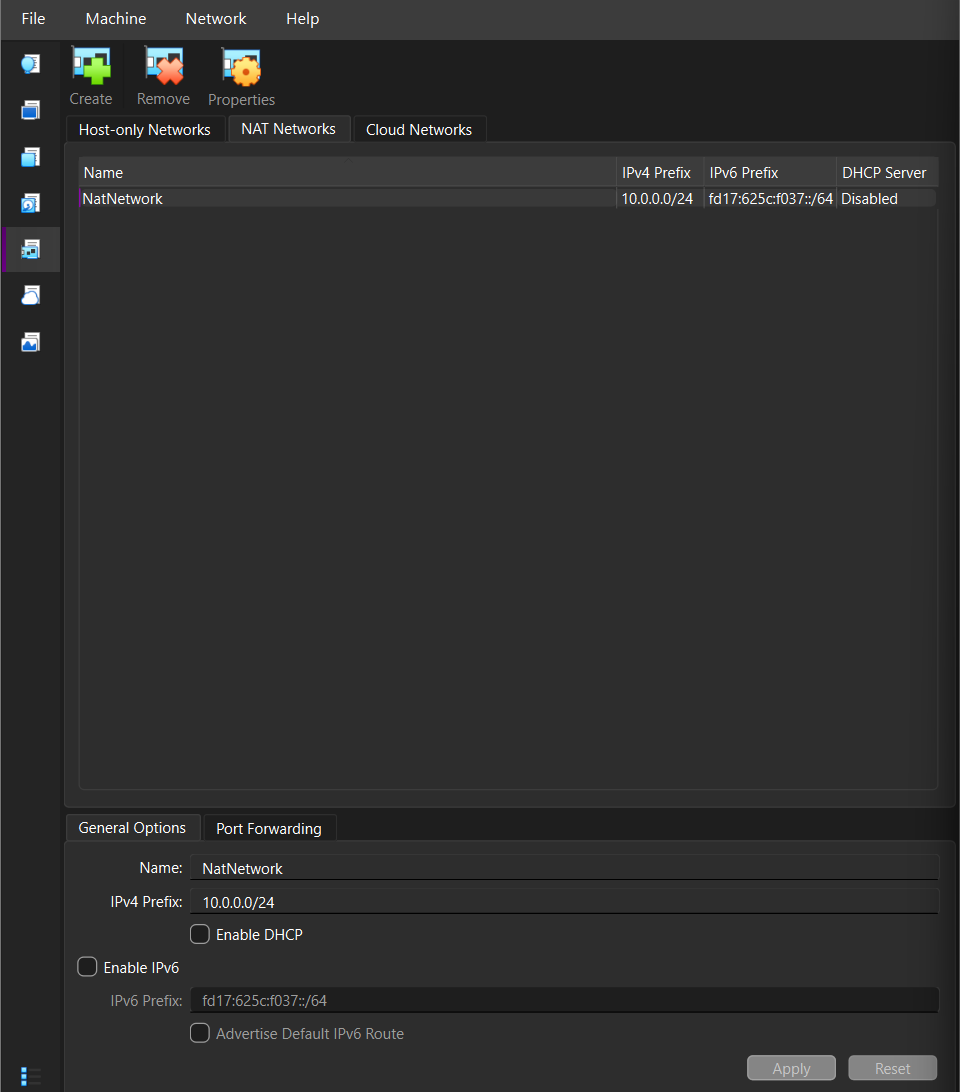 File Machine Network Help
Create Remove Properties
Host-only Networks NAT Networks Cloud Networks
Name IPv4 Prefix IPv6 Prefix DHCP Server
NatNetwork 10.0.0.0/24 fd17:625c:f037::/64 Disabled
General Options Port Forwarding
Name: NatNetwork
IPv4 Prefix: 10.0.0.0/24
Enable DHCP
Enable IPv6
IPv6 Prefix: fd17:625c:f037::/64
Advertise Default IPv6 Route
Apply Reset